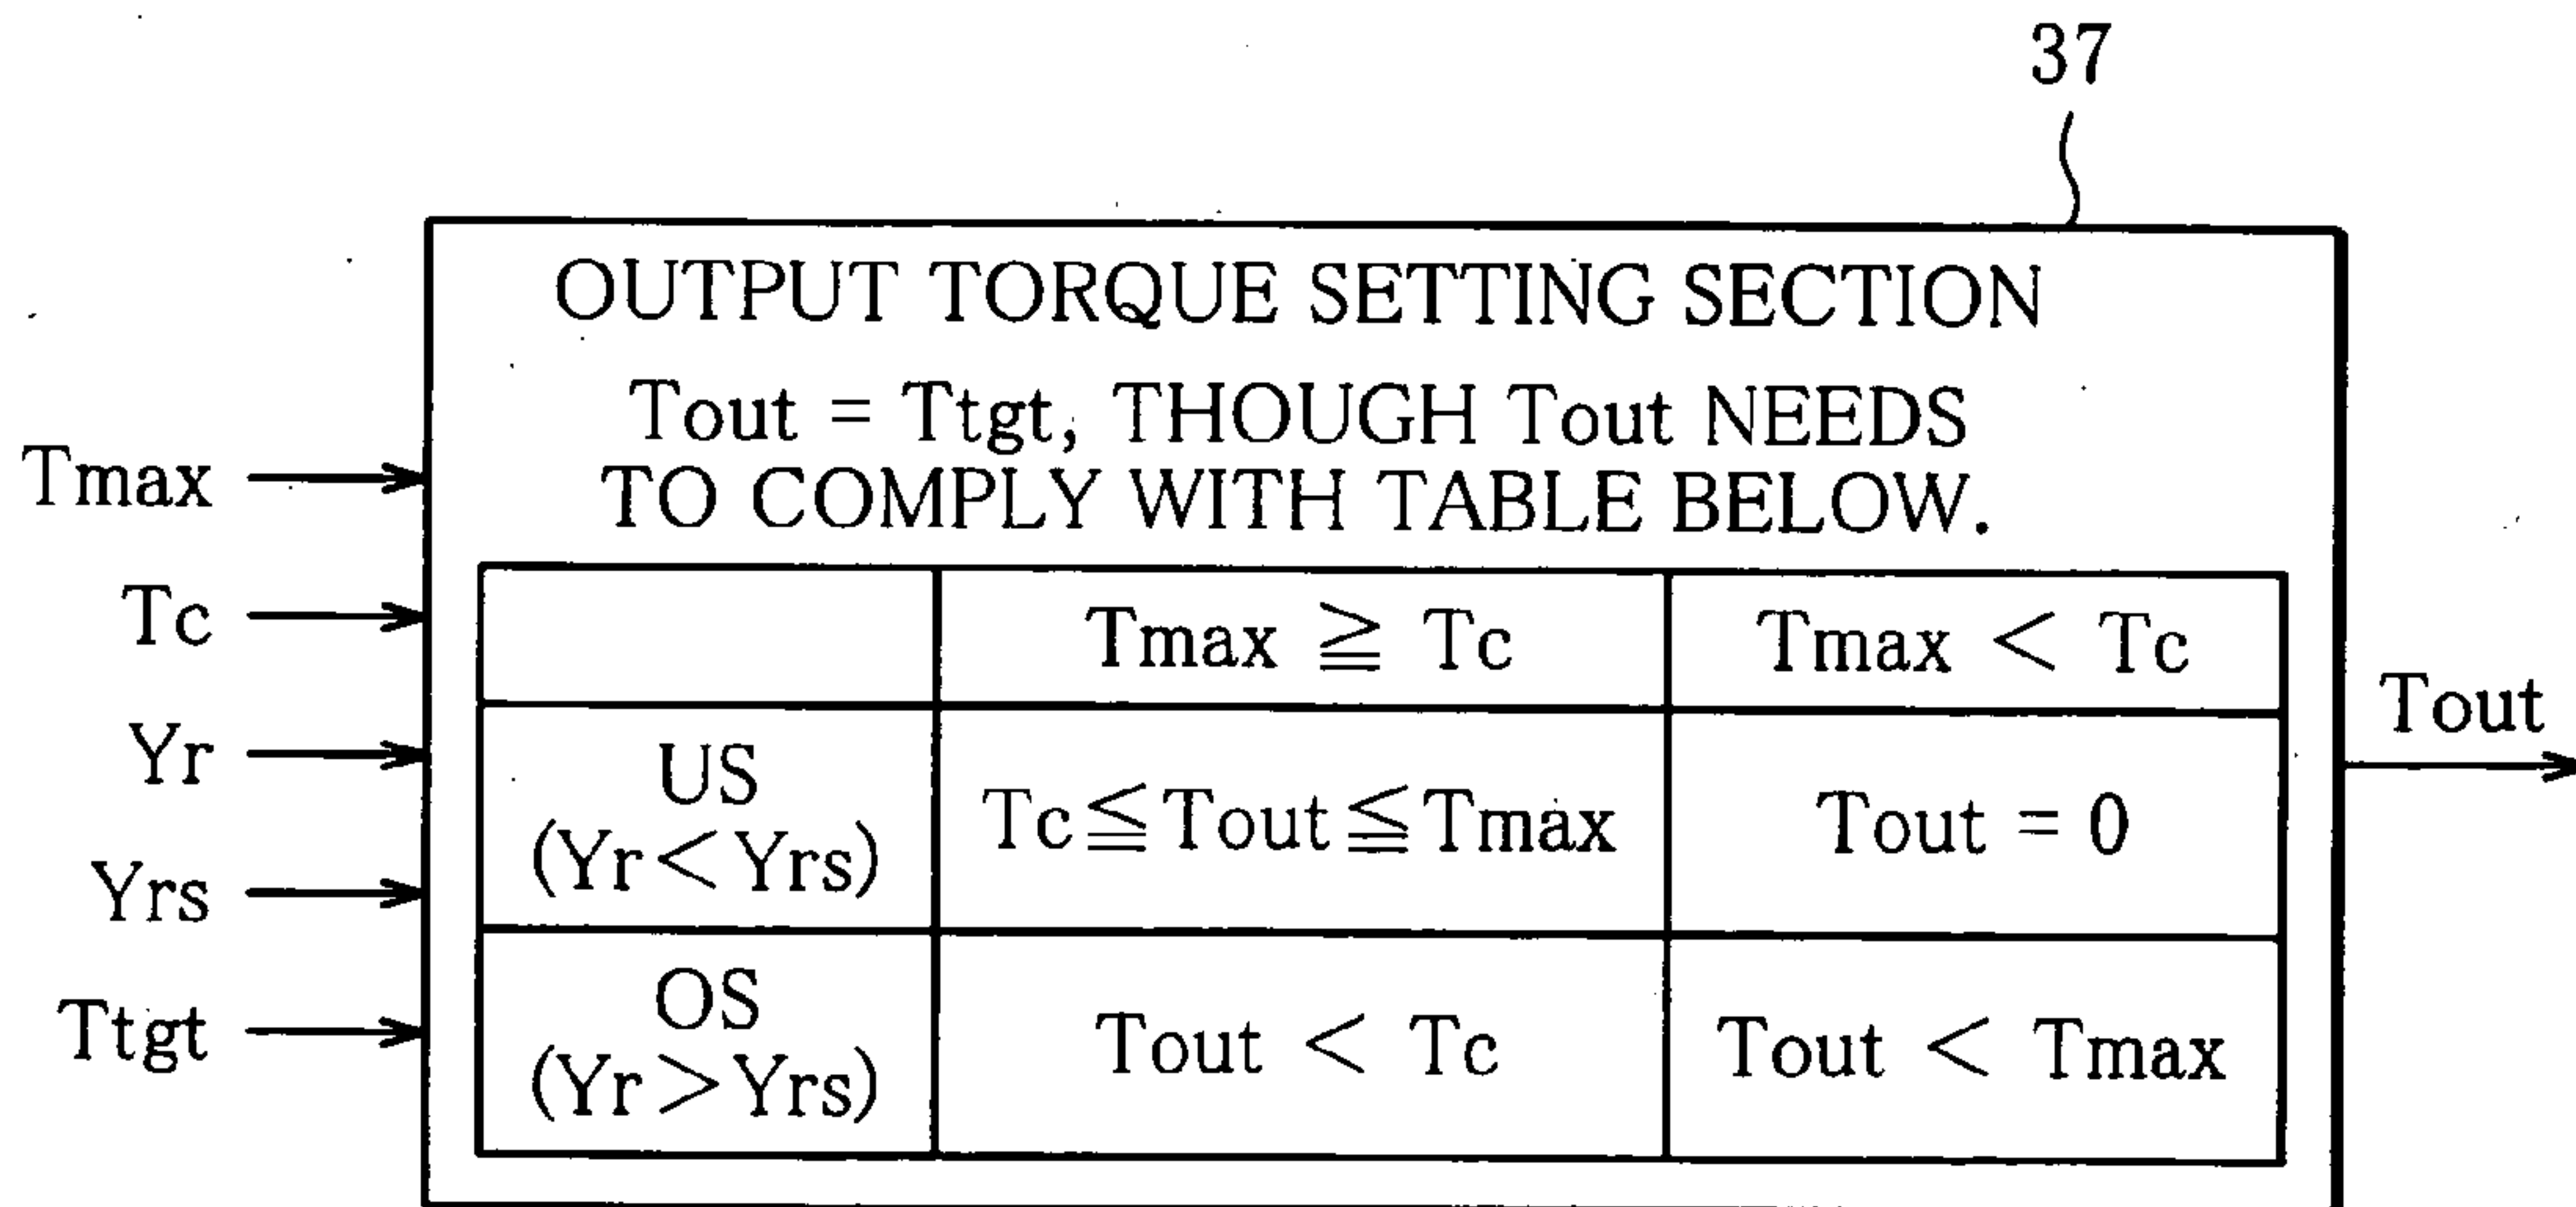 37
OUTPUT TORQUE SETTING SECTION
Tout = Ttgt, THOUGH Tout NEEDS
TO COMPLY WITH TABLE BELOW.
Tmax
Tc
Yr
Yrs
Ttgt
Tmax ≧ Tc
Tmax < Tc
US
(Yr<Yrs)
Tc≦Tout≦Tmax
Tout = 0
OS
(Yr>Yrs)
Tout < Tc
Tout < Tmax
Tout